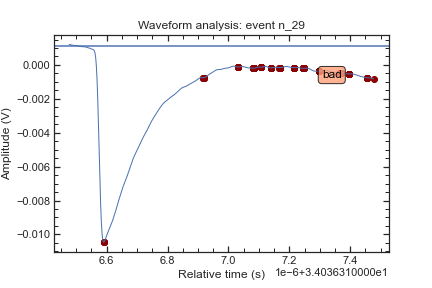 Waveform analysis: event n_29
Amplitude (V)
0.000
−0.002
−0.004
−0.006
−0.008
−0.010
bad
6.6 6.8 7.0 7.2 7.4
Relative time (s)
1e−6+3.4036310000e1